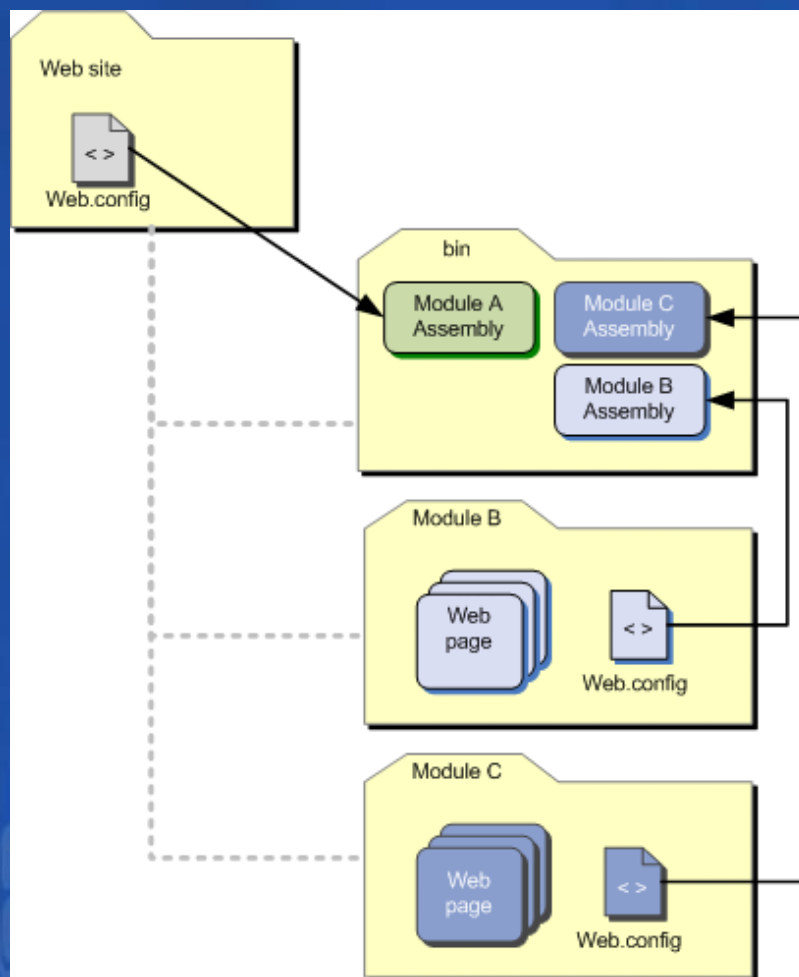 Web site
< >
Web.config
bin
Module A
Assembly
Module C
Assembly
Module B
Assembly
Module B
Web
page
< >
Web.config
Module C
Web
page
< >
Web.config